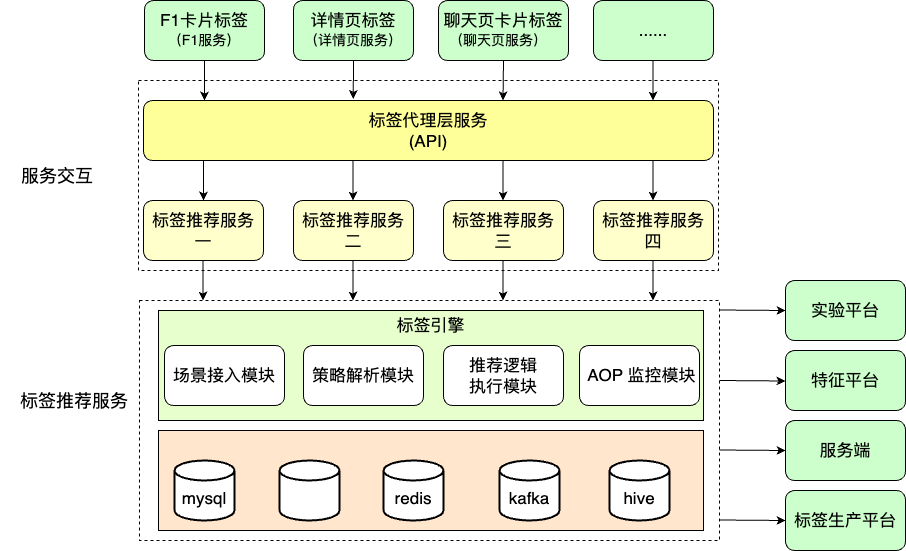 F1卡片标签
（F1服务）
详情页标签
（详情页服务）
聊天页卡片标签
（聊天页服务）
......
标签代理层服务
(API)
服务交互
标签推荐服务
一
标签推荐服务
二
标签推荐服务
三
标签推荐服务
四
标签引擎
场景接入模块
策略解析模块
推荐逻辑
执行模块
AOP 监控模块
标签推荐服务
mysql
redis
kafka
hive
实验平台
特征平台
服务端
标签生产平台